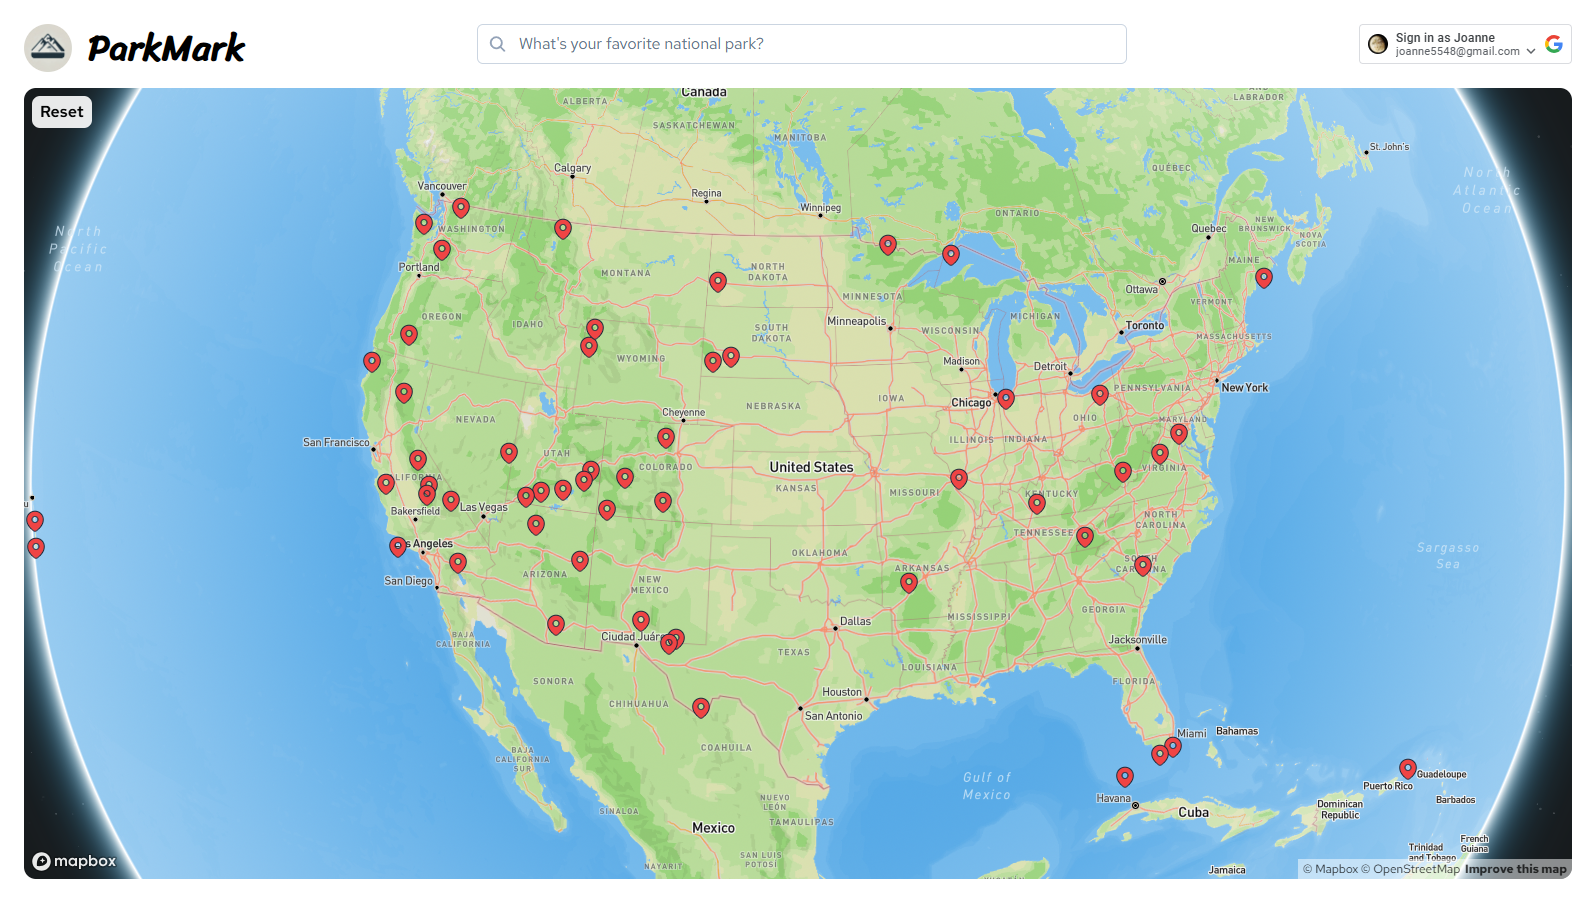 ParkMark
What's your favorite national park?
Sign in as Joanne
joanne5548@gmail.com
Reset
Canada
ALBERTA
SASKATCHEWAN
MANITOBA
LABRADOR
St. John's
QUÉBEC
Calgary
Vancouver
Regina
Winnipeg
ONTARIO
North
Atlantic
Ocean
North
Pacific
Ocean
WASHINGTON
Quebec
NEW
BRUNSWICK
NOVA
SCOTIA
MAINE
Portland
MONTANA
NORTH
DAKOTA
Ottawa
MINNESOTA
VERMONT
OREGON
IDAHO
SOUTH
DAKOTA
Minneapolis
WISCONSIN
MICHIGAN
Toronto
MASSACHUSETTS
WYOMING
Madison
Detroit
PENNSYLVANIA
New York
Chicago
IOWA
NEBRASKA
Cheyenne
NEVADA
OHIO
MARYLAND
San Francisco
UTAH
COLORADO
United States
ILLINOIS
INDIANA
VIRGINIA
KANSAS
MISSOURI
KENTUCKY
Las Vegas
Bakersfield
NORTH
CAROLINA
TENNESSEE
s Angeles
OKLAHOMA
ARKANSAS
SOUTH
CAROLINA
Sargasso
Sea
San Diego
ARIZONA
NEW
MEXICO
MISSISSIPPI
GEORGIA
Dallas
BAJA
CALIFORNIA
Ciudad Juár
TEXAS
LOUISIANA
Jacksonville
SONORA
FLORIDA
Houston
CHIHUAHUA
San Antonio
Miami
Bahamas
COAHUILA
BAJA
CALIFORNIA
SUR
Gulf of
Mexico
Guadeloupe
Puerto Rico
Havana
Barbados
NUEVO
LEÓN
SINALOA
TAMAULIPAS
Mexico
Cuba
Dominican
Republic
French
Guiana
Trinidad
and Tobago
SAN LUIS
POTOSÍ
NAYARIT
Jamaica
mapbox
© Mapbox © OpenStreetMap Improve this map